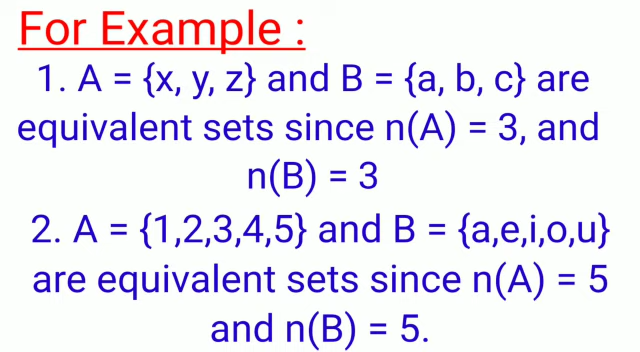 For Example :
1. A = {x, y, z} and B = {a, b, c} are
equivalent sets since n(A) = 3, and
n(B) = 3
2. A = {1,2,3,4,5} and B = {a,e,i,o,u}
are equivalent sets since n(A) = 5
and n(B) = 5.